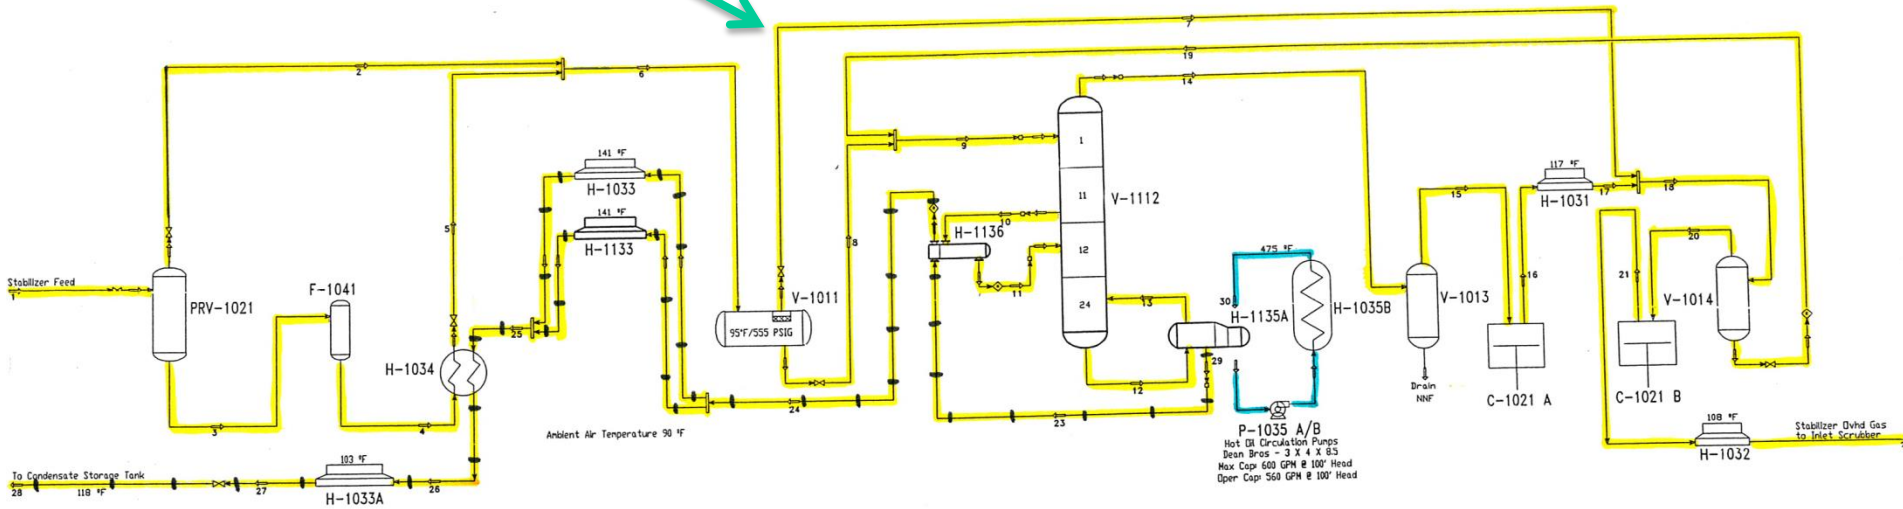 7
19
2
6
14
141 °F
H-1033
1
9
117 °F
H-1031
15
17
18
11
V-1112
141 °F
H-1133
5
10
H-1136
8
12
475 °F
20
21
16
Stabilizer Feed
1
F-1041
PRV-1021
V-1011
95°F/555 PSIG
11
24
13
30
H-1135A
H-1035B
V-1013
V-1014
25
H-1034
29
12
24
23
3
4
Drain
NNF
C-1021 A
C-1021 B
Ambient Air Temperature 90 °F
P-1035 A/B
Hot Oil Circulation Pumps
Dean Bros - 3 X 4 X 8.5
Max Cap: 600 GPM @ 100' Head
Oper Cap: 560 GPM @ 100' Head
108 °F
H-1032
Stabilizer Ovhd Gas
to Inlet Scrubber
To Condensate Storage Tank
28
118 °F
27
103 °F
H-1033A
26